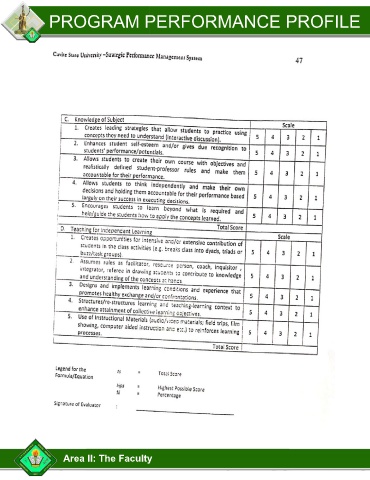 PROGRAM PERFORMANCE PROFILE
Cavite State University -Strategic Performance Management System
47
C. Knowledge of Subject
Scale
1. Creates leading strategies that allow students to practice using
concepts they need to understand (interactive discussion).
5 4 3 2 1
2. Enhances student self-esteem and/or gives due recognition to
students' performance/potentials.
5 4 3 2 1
3. Allows students to create their own course with objectives and
realistically defined student-professor rules and make them
accountable for their performance.
5 4 3 2 1
4. Allows students to think independently and make their own
decisions and holding them accountable for their performance based
largely on their success in executing decisions.
5 4 3 2 1
5. Encourages students to learn beyond what is required and
help/guide the students how to apply the concepts learned.
5 4 3 2 1
Total Score
D. Teaching for Independent Learning
Scale
1. Creates opportunities for intensive and/or extensive contribution of
students in the class activities (e.g. breaks class into dyads, triads or
buzz/task groups).
5 4 3 2 1
2. Assumes roles as facilitator, resource person, coach, inquisitor ,
integrator, referee in drawing students to contribute to knowledge
and understanding of the concepts at hands.
5 4 3 2 1
3. Designs and implements learning conditions and experience that
promotes healthy exchange and/or confrontations.
5 4 3 2 1
4. Structures/re-structures learning and teaching-learning context to
enhance attainment of collective learning objectives.
5 4 3 2 1
5. Use of Instructional Materials (audio/video materials; field trips, film
showing, computer aided instruction and etc.) to reinforces learning
processes.
5 4 3 2 1
Total Score
Legend for the
Formula/Equation
= Total Score
= Highest Possible Score
= Percentage
Signature of Evaluator :
Area II: The Faculty